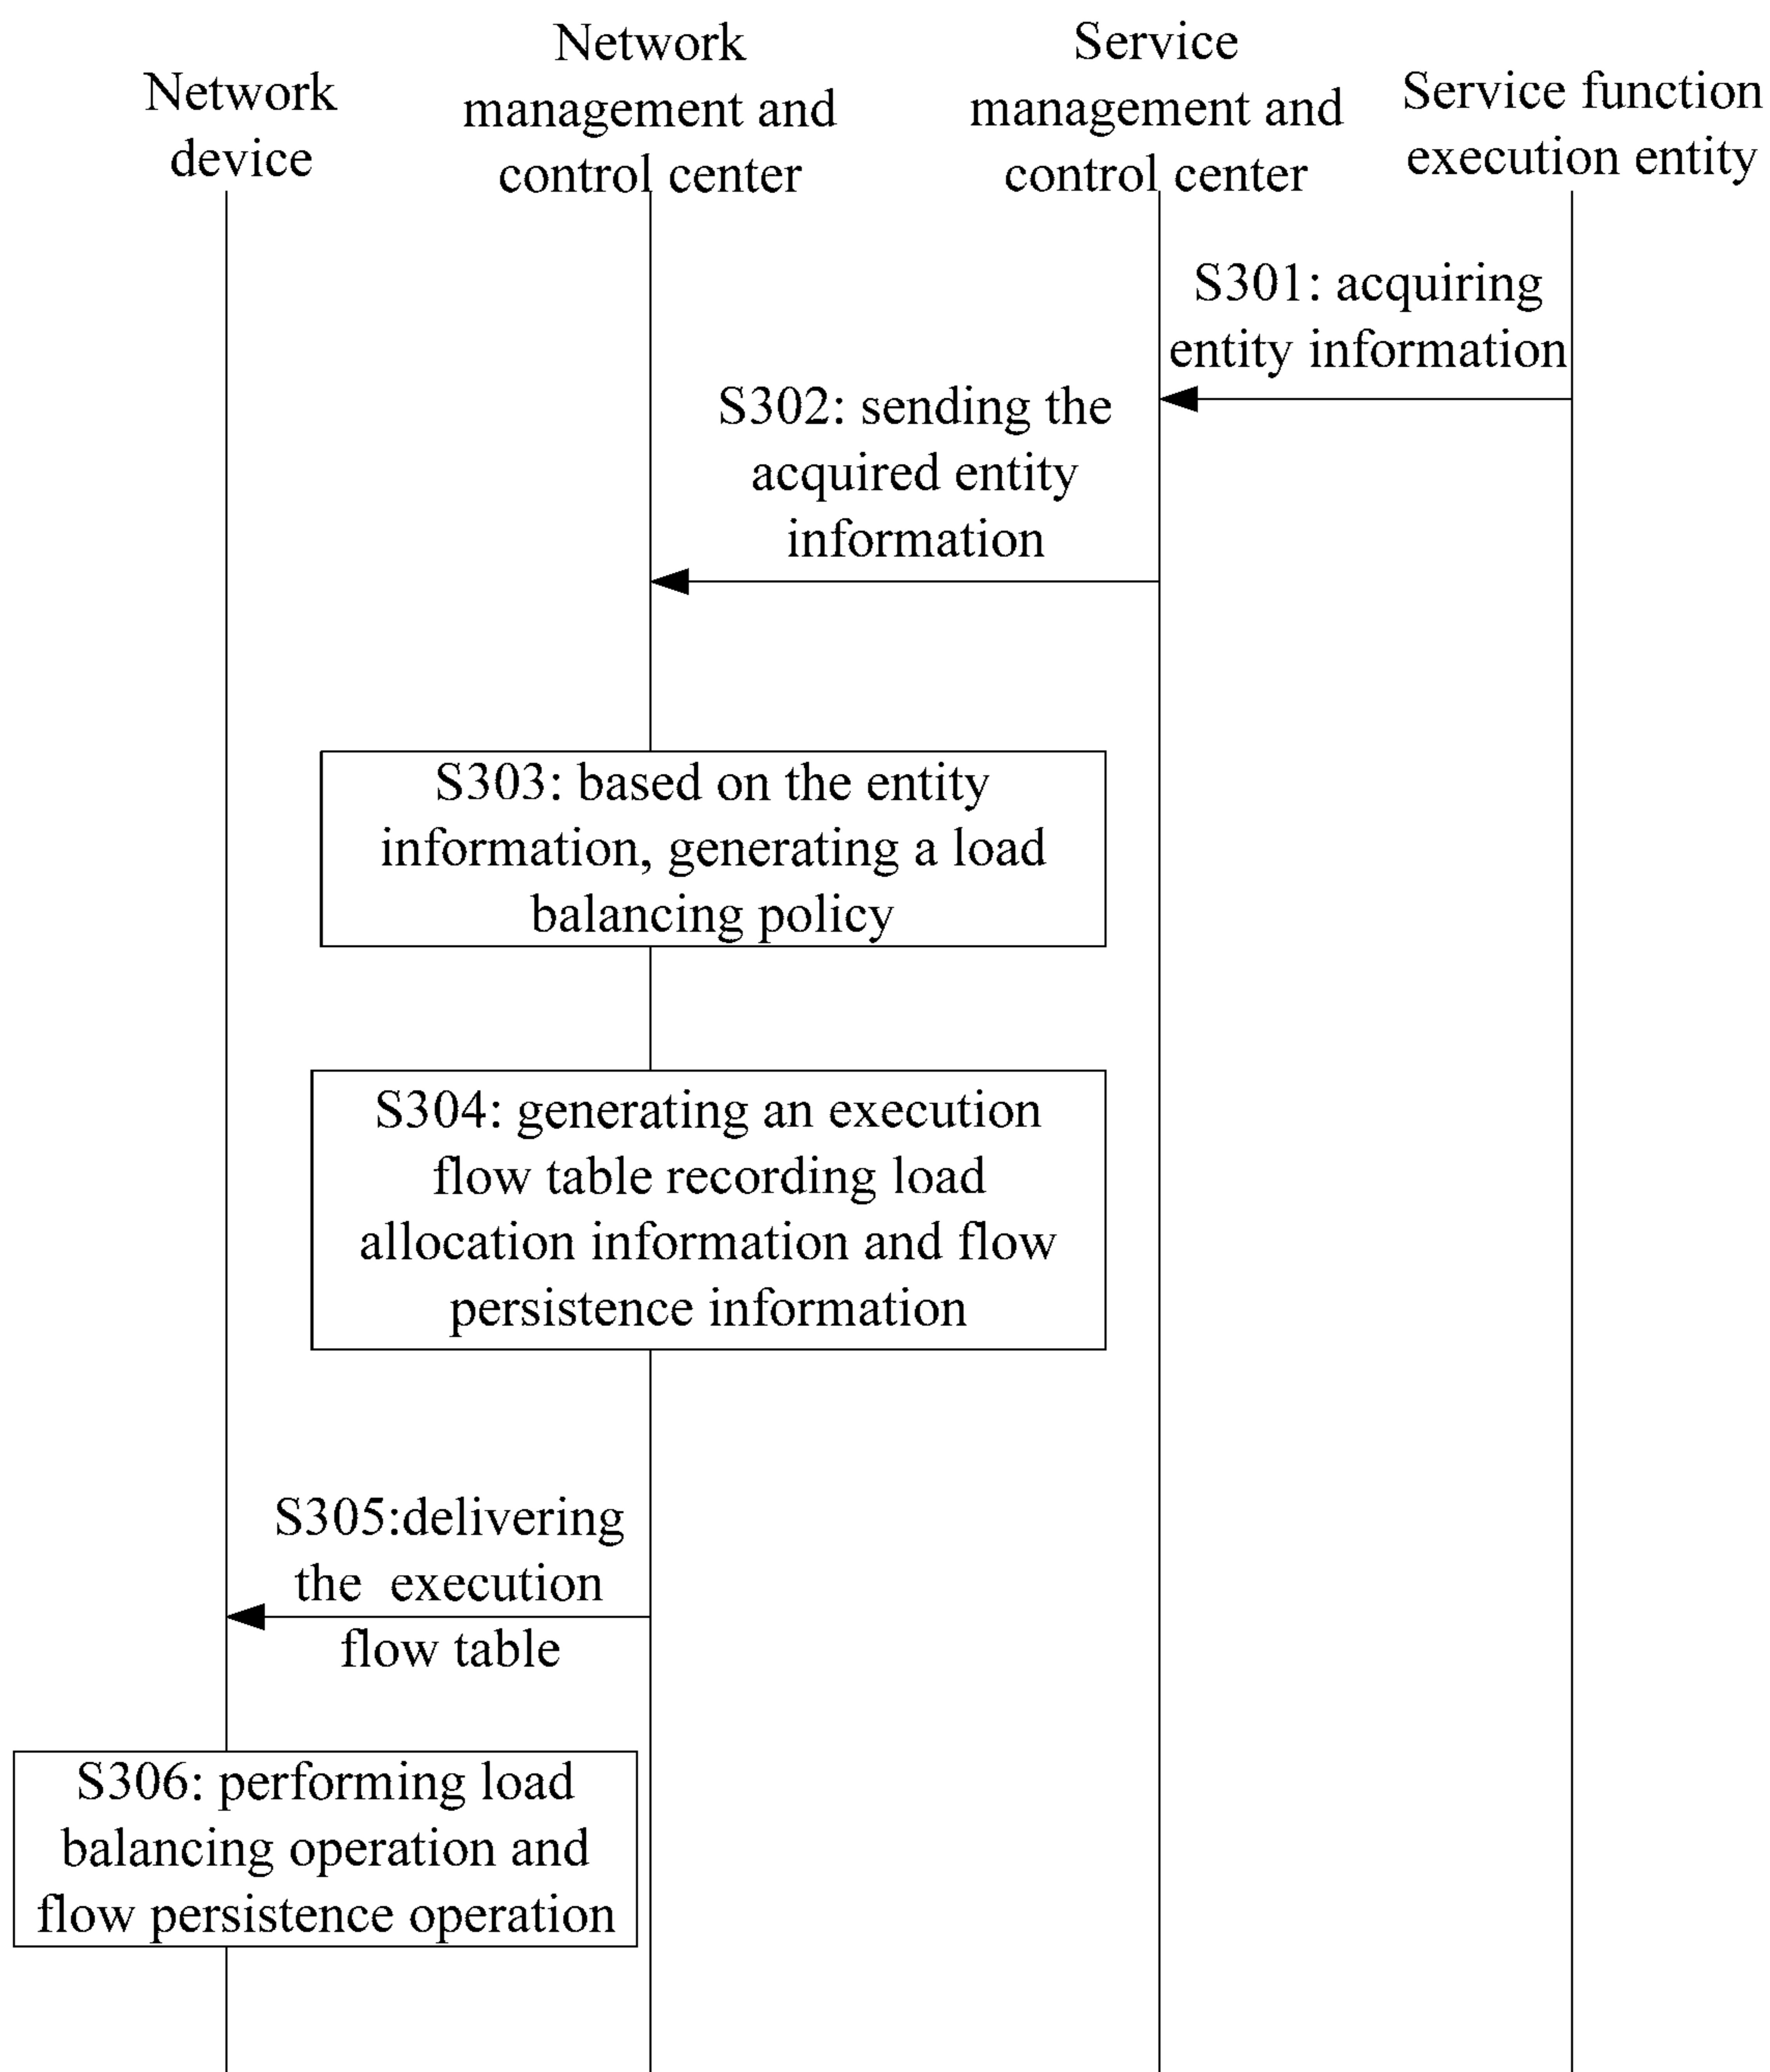 Network
device
Network
management and
control center
Service
management and
control center
Service function
execution entity
S301: acquiring
entity information
S302: sending the
acquired entity
information
S303: based on the entity
information, generating a load
balancing policy
S304: generating an execution
flow table recording load
allocation information and flow
persistence information
S305:delivering
the execution
flow table
S306: performing load
balancing operation and
flow persistence operation